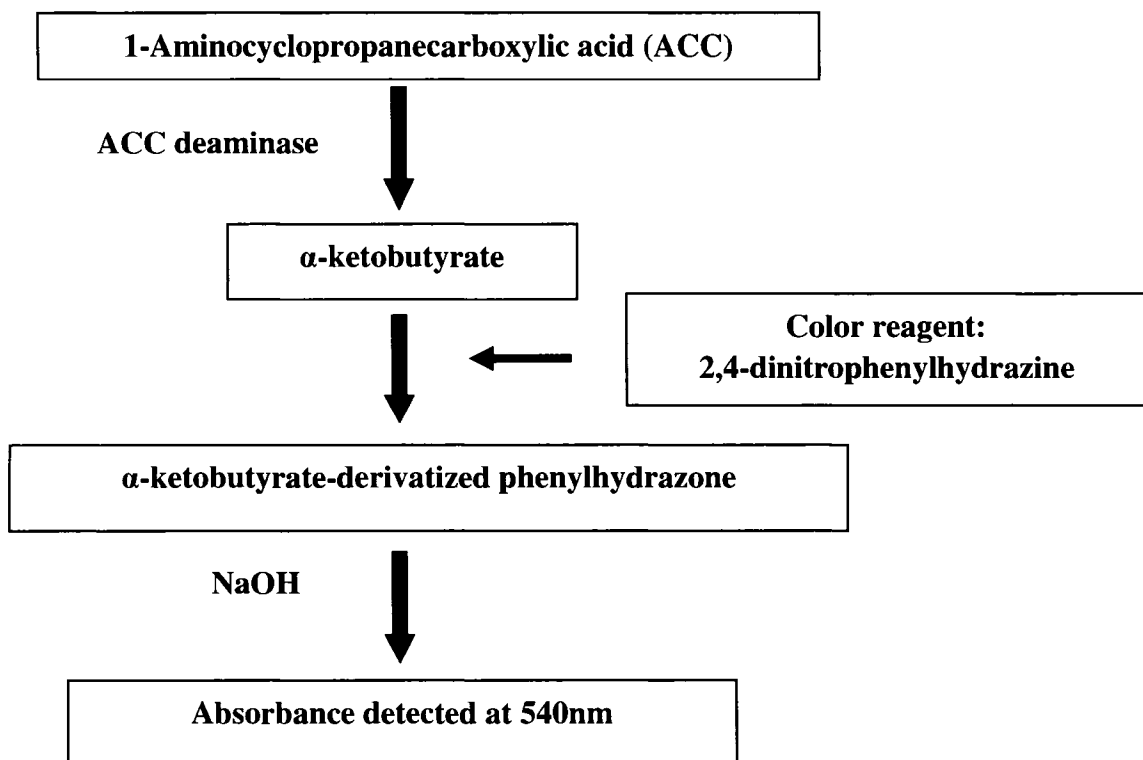 1-Aminocyclopropanecarboxylic acid (ACC)
ACC deaminase
α-ketobutyrate
Color reagent:
2,4-dinitrophenylhydrazine
α-ketobutyrate-derivatized phenylhydrazone
NaOH
Absorbance detected at 540nm